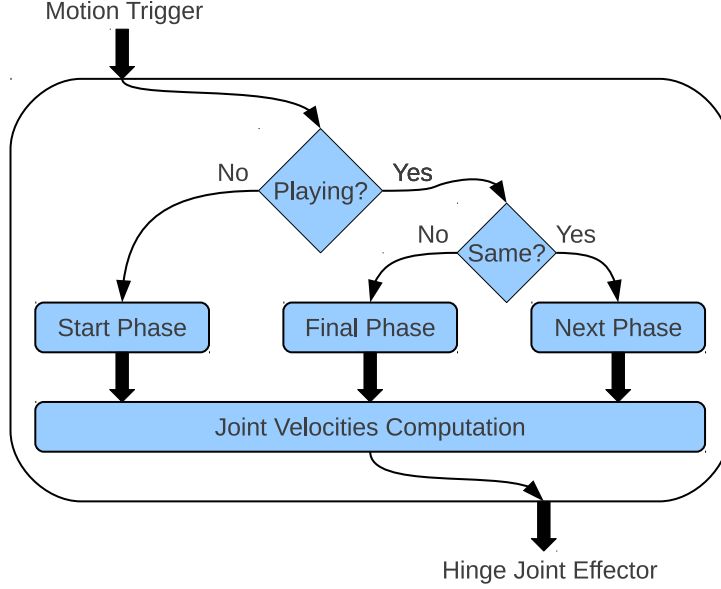 Motion Trigger
Playing?
No
Yes
Same?
No
Yes
Start Phase
Final Phase
Next Phase
Joint Velocities Computation
Hinge Joint Effector